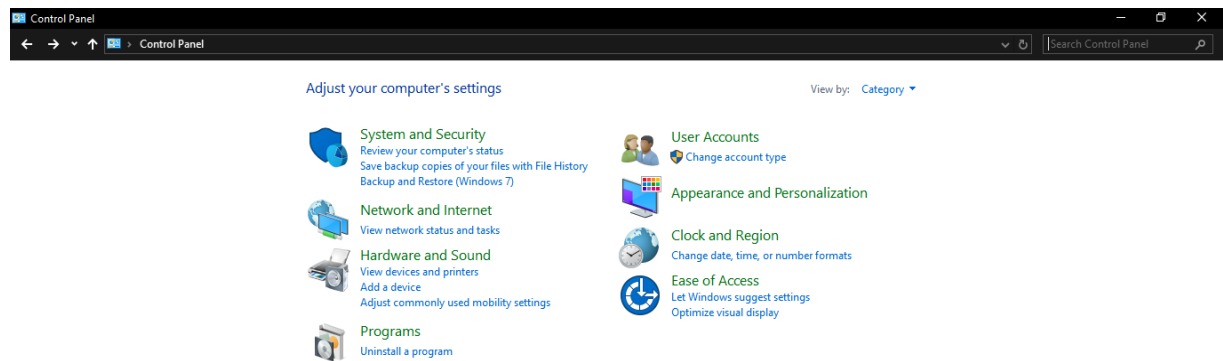 Control Panel
Control Panel
Search Control Panel
Adjust your computer's settings
View by: Category
System and Security
Review your computer's status
Save backup copies of your files with File History
Backup and Restore (Windows 7)
Network and Internet
View network status and tasks
Hardware and Sound
View devices and printers
Add a device
Adjust commonly used mobility settings
Programs
Uninstall a program
User Accounts
Change account type
Appearance and Personalization
Clock and Region
Change date, time, or number formats
Ease of Access
Let Windows suggest settings
Optimize visual display